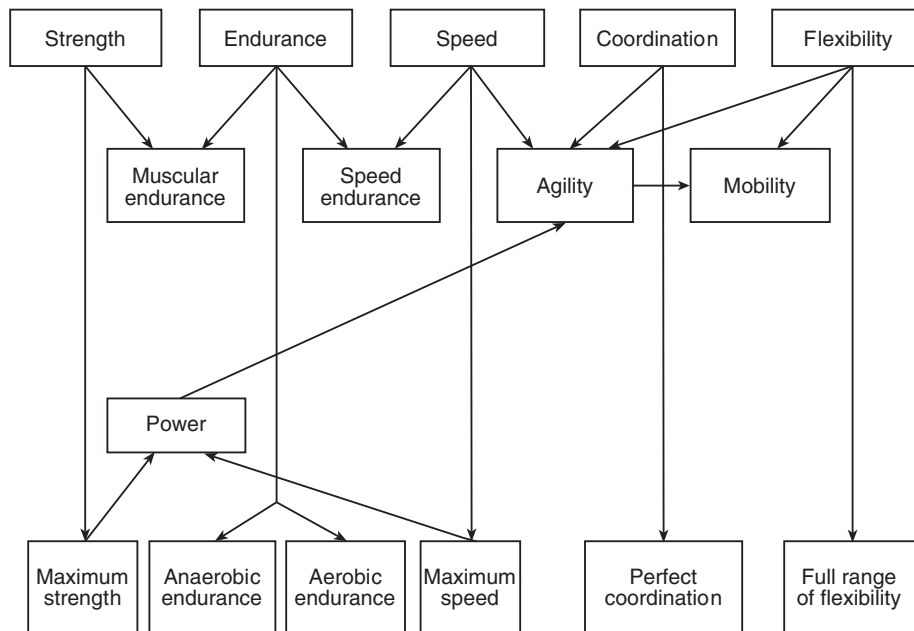 Strength
Endurance
Speed
Coordination
Flexibility
Muscular
endurance
Speed
endurance
Agility
Mobility
Power
Maximum
strength
Anaerobic
endurance
Aerobic
endurance
Maximum
speed
Perfect
coordination
Full range
of flexibility